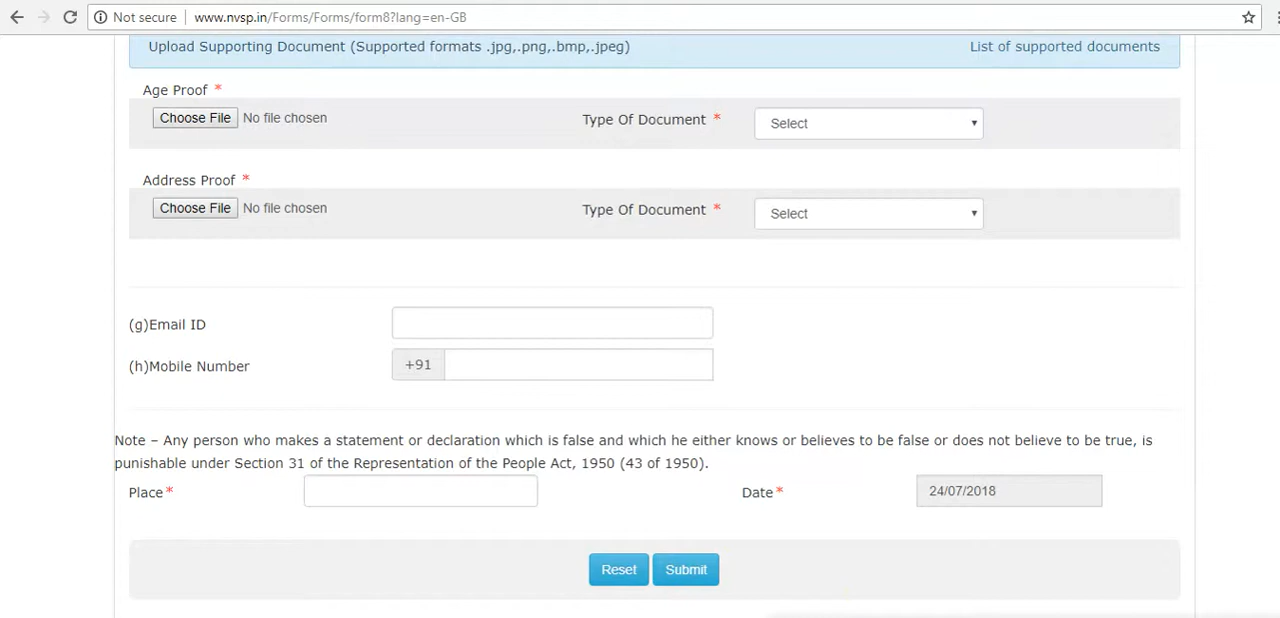 Not secure | www.nvsp.in/Forms/Forms/form8?lang=en-GB
Upload Supporting Document (Supported formats .jpg,.png,.bmp,.jpeg) List of supported documents
Age Proof *
Choose File No file chosen Type Of Document * Select
Address Proof *
Choose File No file chosen Type Of Document * Select
(g)Email ID
(h)Mobile Number +91
Note – Any person who makes a statement or declaration which is false and which he either knows or believes to be false or does not believe to be true, is
punishable under Section 31 of the Representation of the People Act, 1950 (43 of 1950).
Place* Date* 24/07/2018
Reset Submit